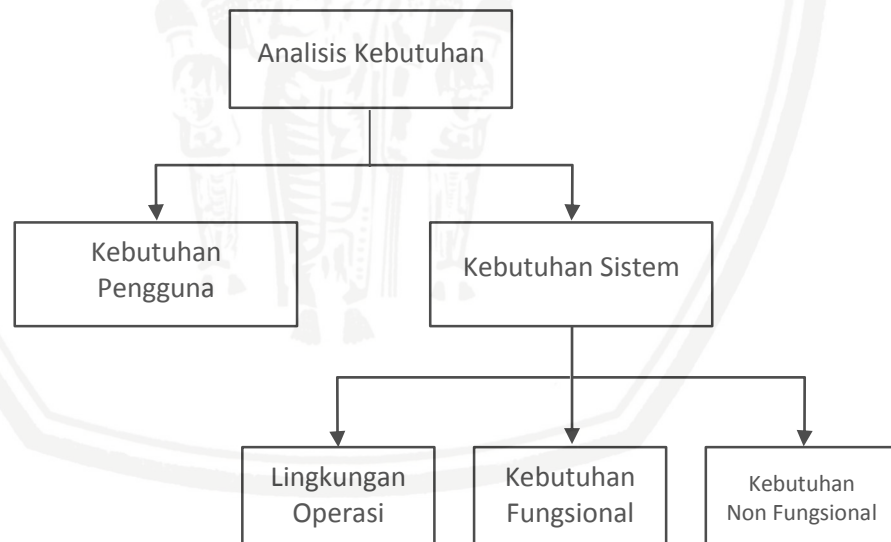 Analisis Kebutuhan
Kebutuhan
Pengguna
Kebutuhan Sistem
Lingkungan
Operasi
Kebutuhan
Fungsional
Kebutuhan
Non Fungsional